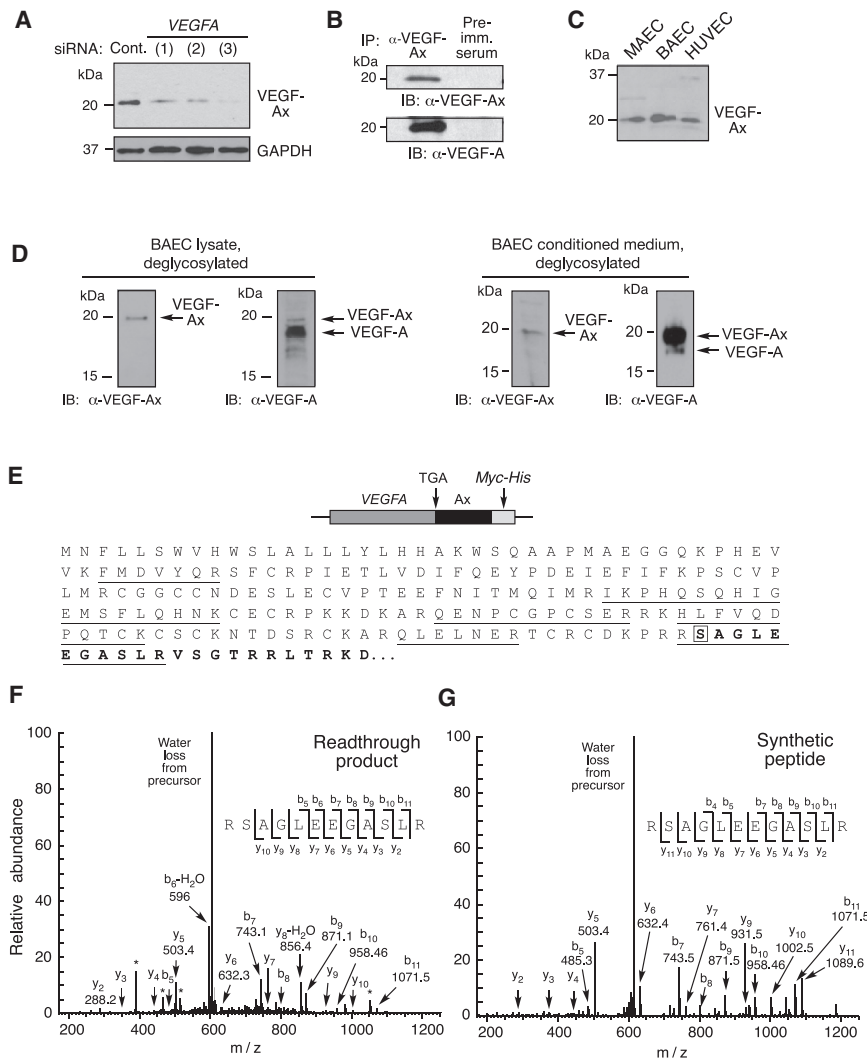 A
VEGFA
siRNA: Cont. (1) (2) (3)
kDa
20
VEGF-
Ax
37
GAPDH
B
IP: α-VEGF-
Ax
Pre-
imm.
serum
kDa
20
IB: α-VEGF-Ax
20
IB: α-VEGF-A
C
MAEC BAEC HUVEC
kDa
37
20
VEGF-
Ax
D
BAEC lysate,
deglycosylated
kDa
20
15
VEGF-
Ax
IB: α-VEGF-Ax
kDa
20
15
VEGF-Ax
VEGF-A
IB: α-VEGF-A
BAEC conditioned medium,
deglycosylated
kDa
20
15
VEGF-
Ax
IB: α-VEGF-Ax
kDa
20
15
VEGF-Ax
VEGF-A
IB: α-VEGF-A
E
TGA Myc-His
VEGFA Ax
M N F L L S W V H W S L A L L L Y L H H A K W S Q A A P M A E G G Q K P H E V
V K F M D V Y Q R S F C R P I E T L V D I F Q E Y P D E I E F I F K P S C V P
L M R C G G C C N D E S L E C V P T E E F N I T M Q I M R I K P H Q S Q H I G
E M S F L Q H N K C E C R P K K D K A R Q E N P C G P C S E R R K H L F V Q D
P Q T C K C S C K N T D S R C K A R Q L E L N E R T C R C D K P R R S A G L E
E G A S L R V S G T R R L T R K D . . .
F
Readthrough
product
Water
loss
from
precursor
b5 b6 b7 b8 b9 b10 b11
R S A G L E E G A S L R
y10 y9 y8 y7 y6 y5 y4 y3 y2
b6-H2O
596
y2
288.2
y3
*
y4
*
b5
y5
503.4
*
y6
632.3
b7
743.1
y7
b8
y8-H2O
856.4
b9
871.1
y9
b10
958.46
y10
*
b11
1071.5
Relative abundance
100
80
60
40
20
0
200 400 600 800 1000 1200
m / z
G
Synthetic
peptide
Water
loss
from
precursor
b4 b5 b7 b8 b9 b10 b11
R S A G L E E G A S L R
y11 y10 y9 y8 y7 y6 y5 y4 y3 y2
y2
y3
y4
b5
485.3
y5
503.4
y6
632.4
b7
743.5
y7
761.4
b8
b9
871.5
y9
931.5
b10
958.46
y10
1002.5
b11
1071.5
y11
1089.6
100
80
60
40
20
0
200 400 600 800 1000 1200
m / z